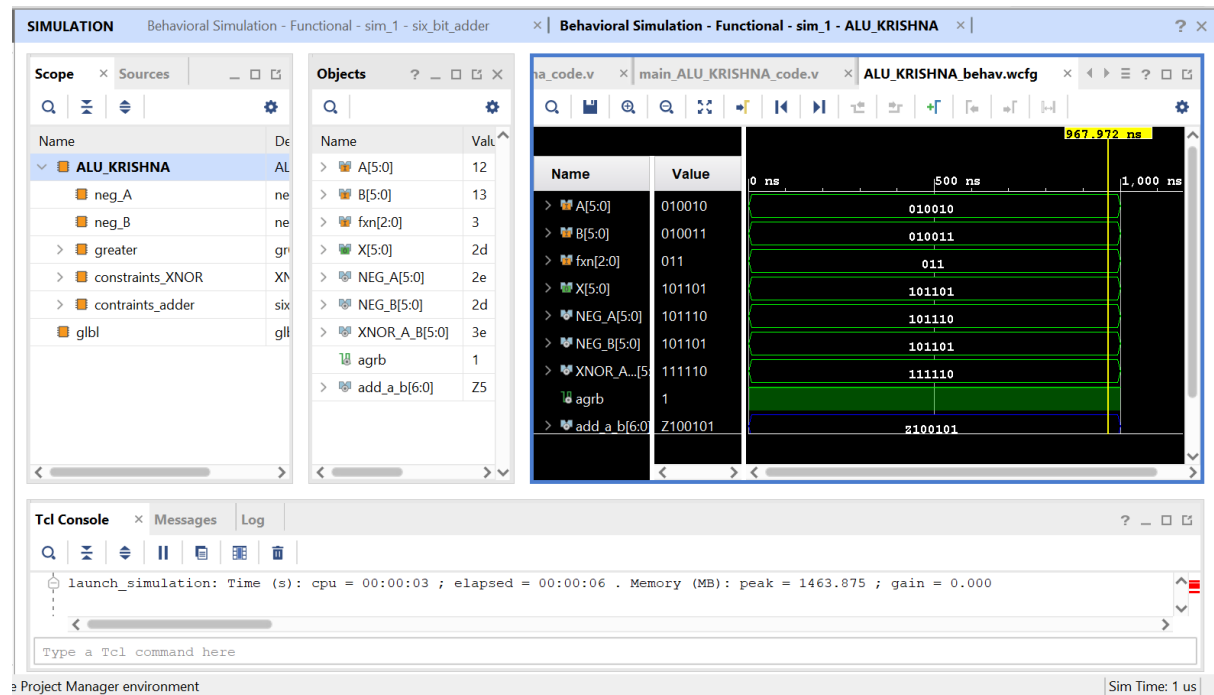 SIMULATION Behavioral Simulation - Functional - sim_1 - six_bit_adder × Behavioral Simulation - Functional - sim_1 - ALU_KRISHNA × ? ×
Scope × Sources
Name De
ALU_KRISHNA AL
neg_A ne
neg_B ne
greater gr
constraints_XNOR XN
contraints_adder six
glbl glb
Objects ?
Name Valu
A[5:0] 12
B[5:0] 13
fxn[2:0] 3
X[5:0] 2d
NEG_A[5:0] 2e
NEG_B[5:0] 2d
XNOR_A_B[5:0] 3e
agrb 1
add_a_b[6:0] Z5
na_code.v × main_ALU_KRISHNA_code.v × ALU_KRISHNA_behav.wcfg × ?
967.972 ns
Name Value 0 ns 500 ns 1,000 ns
A[5:0] 010010 010010
B[5:0] 010011 010011
fxn[2:0] 011 011
X[5:0] 101101 101101
NEG_A[5:0] 101110 101110
NEG_B[5:0] 101101 101101
XNOR_A...[5: 111110 111110
agrb 1
add_a_b[6:0] Z100101 Z100101
Tcl Console × Messages Log ?
launch_simulation: Time (s): cpu = 00:00:03 ; elapsed = 00:00:06 . Memory (MB): peak = 1463.875 ; gain = 0.000
Type a Tcl command here
e Project Manager environment Sim Time: 1 us